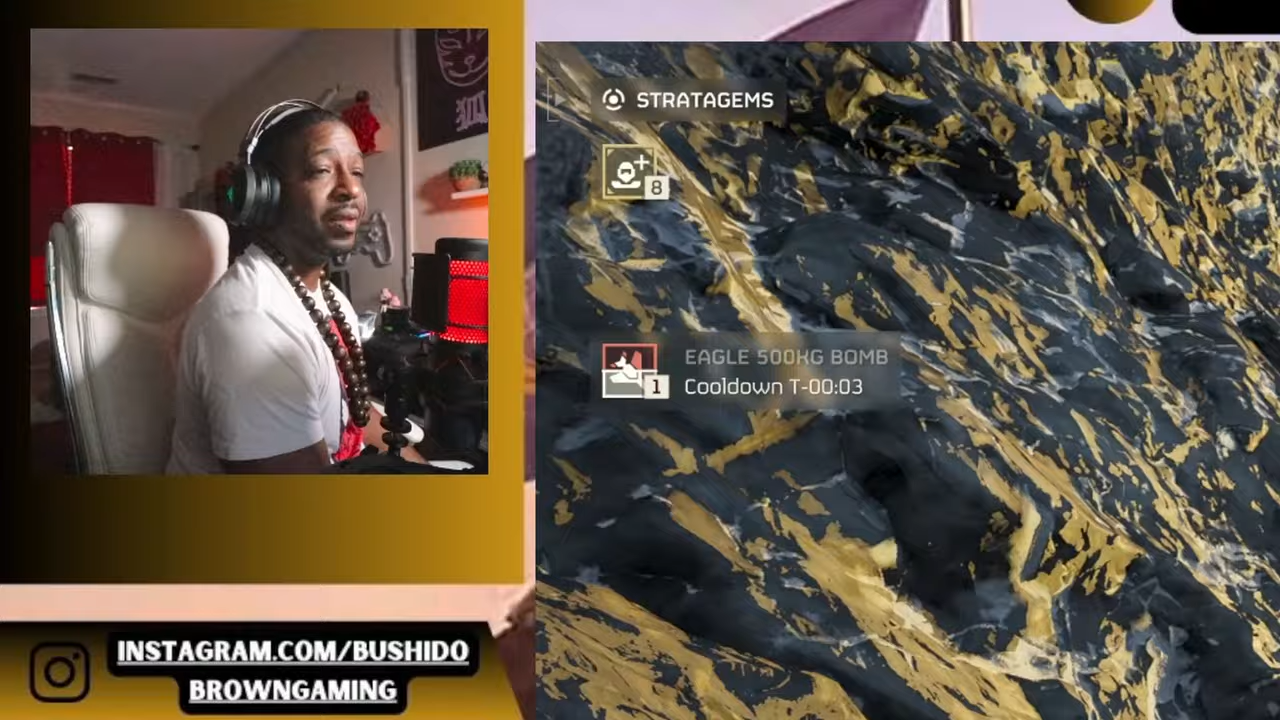 STRATAGEMS
8
EAGLE 500KG BOMB
1
Cooldown T-00:03
INSTAGRAM.COM/BUSHIDO
BROWNGAMING